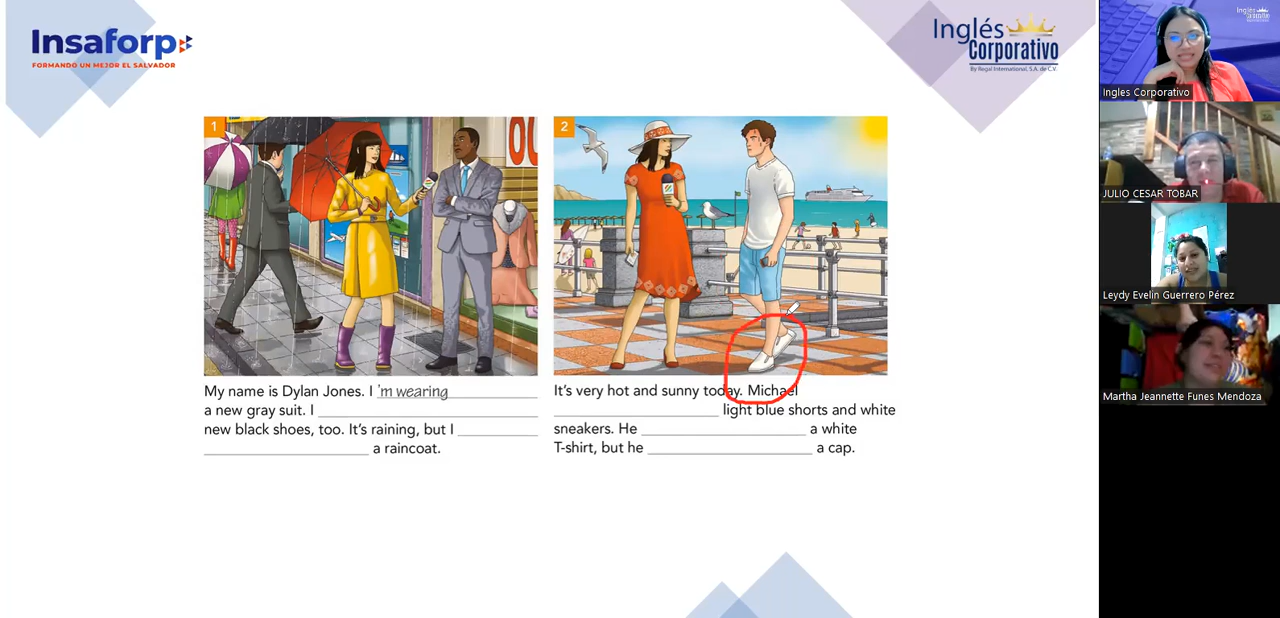 Insaforp
FORMANDO UN MEJOR EL SALVADOR
Inglés
Corporativo
By Regal International, S.A. de C.V.
1
My name is Dylan Jones. I 'm wearing
a new gray suit. I
new black shoes, too. It's raining, but I
a raincoat.
2
It's very hot and sunny today. Michael
light blue shorts and white
sneakers. He a white
T-shirt, but he a cap.
Ingles Corporativo
JULIO CESAR TOBAR
Leydy Evelin Guerrero Pérez
Martha Jeannette Funes Mendoza